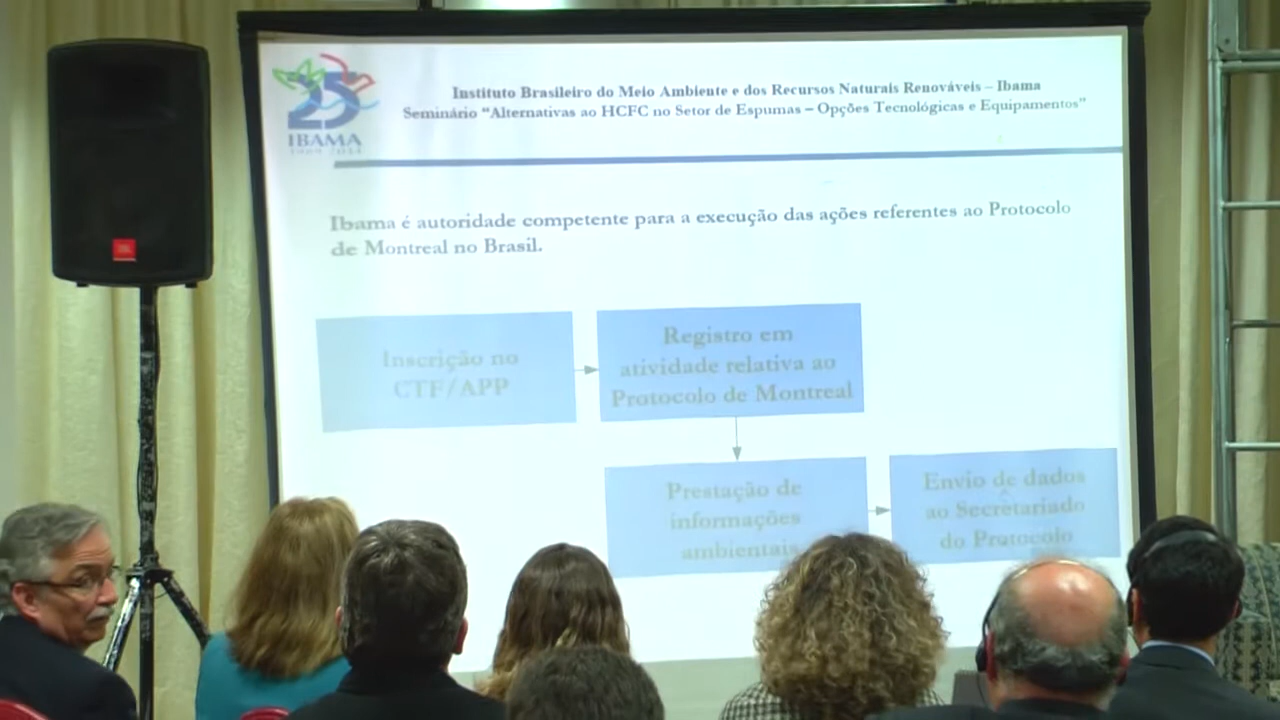 25
IBAMA
Instituto Brasileiro do Meio Ambiente e dos Recursos Naturais Renováveis – Ibama
Seminário “Alternativas ao HCFC no Setor de Espumas – Opções Tecnológicas e Equipamentos”
Ibama é autoridade competente para a execução das ações referentes ao Protocolo
de Montreal no Brasil.
Inscrição no
CTF/APP
Registro em
atividade relativa ao
Protocolo de Montreal
Prestação de
informações
ambientais
Envio de dados
ao Secretariado
do Protocolo
JBL